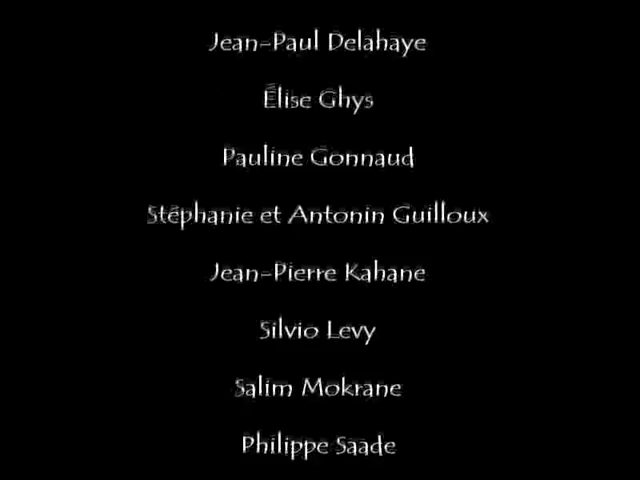 Jean-Paul Delahaye
Élise Ghys
Pauline Gonnaud
Stéphanie et Antonin Guilloux
Jean-Pierre Kahane
Silvio Levy
Salim Mokrane
Philippe Saade